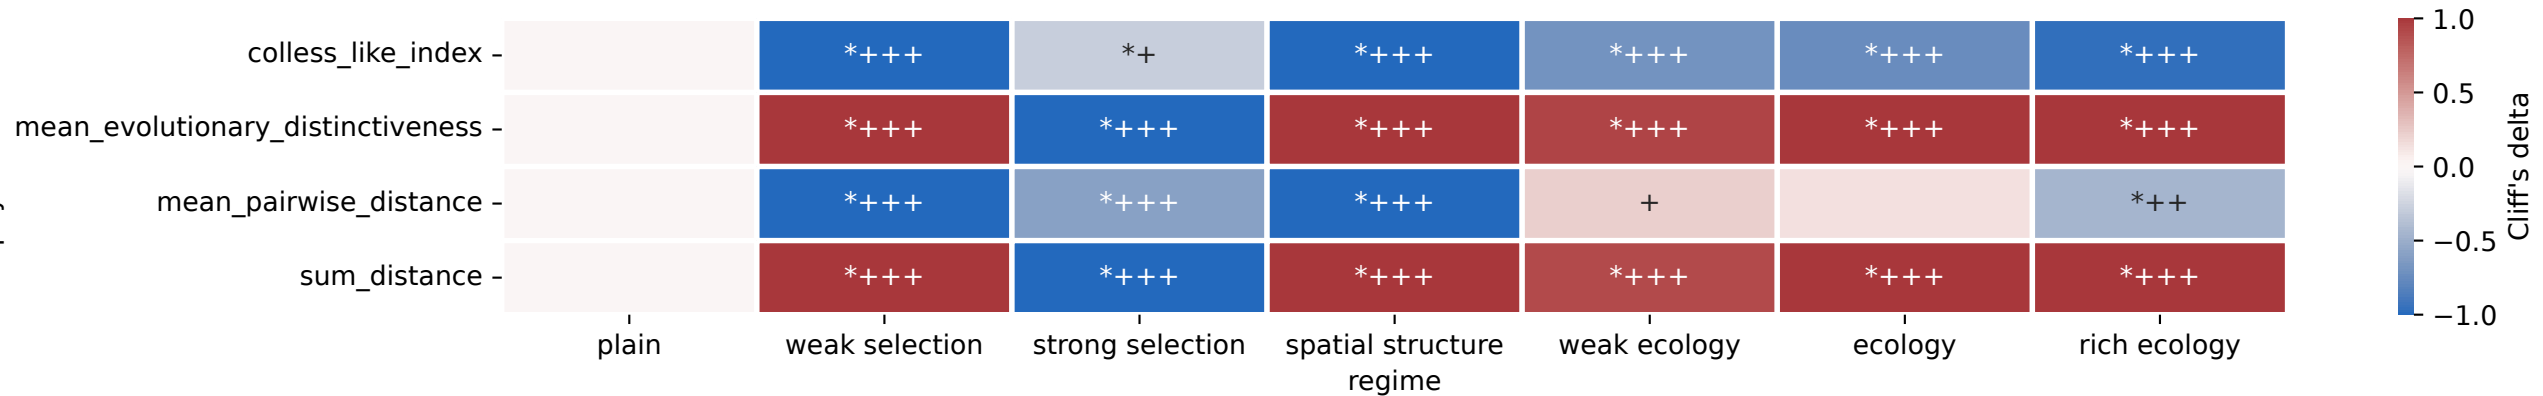 colless_like_index *+++ *+ *+++ *+++ *+++ *+++
mean_evolutionary_distinctiveness *+++ *+++ *+++ *+++ *+++ *+++
mean_pairwise_distance *+++ *+++ *+++ + *++
sum_distance *+++ *+++ *+++ *+++ *+++ *+++
plain weak selection strong selection spatial structure weak ecology ecology rich ecology
regime
1.0
0.5
0.0
−0.5
−1.0
Cliff's delta